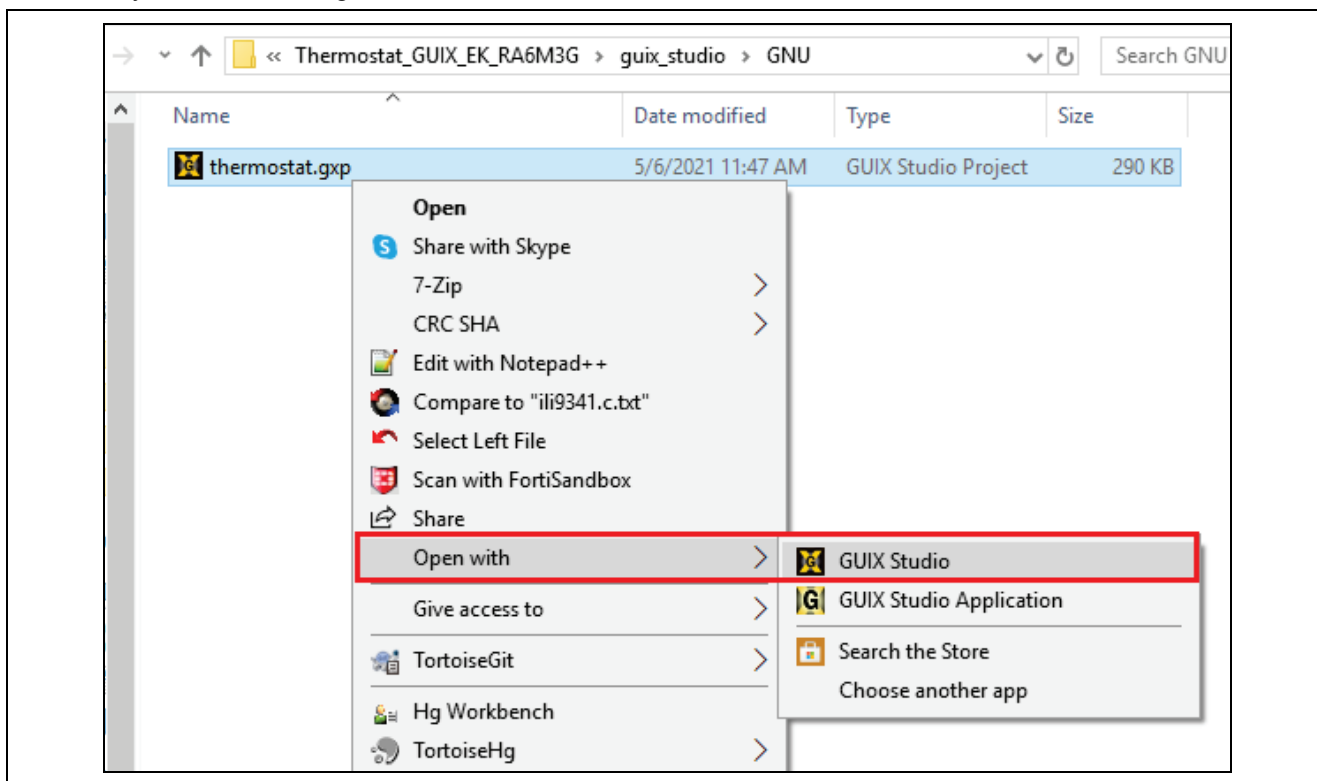 « Thermostat_GUIX_EK_RA6M3G > guix_studio > GNU
Search GNU
Name Date modified Type Size
thermostat.gxp 5/6/2021 11:47 AM GUIX Studio Project 290 KB
Open
Share with Skype
7-Zip
CRC SHA
Edit with Notepad++
Compare to "ili9341.c.txt"
Select Left File
Scan with FortiSandbox
Share
Open with
GUIX Studio
GUIX Studio Application
Give access to
Search the Store
TortoiseGit
Choose another app
Hg Workbench
TortoiseHg